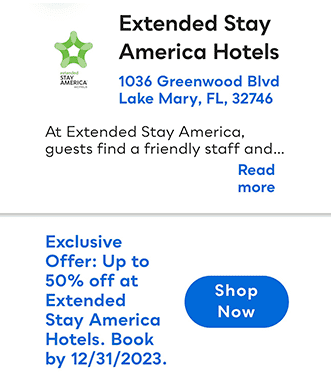 Extended Stay
America Hotels
extended
STAY
AMERICA
1036 Greenwood Blvd
Lake Mary, FL, 32746
At Extended Stay America,
guests find a friendly staff and...
Read
more
Exclusive
Offer: Up to
50% off at
Extended
Stay America
Hotels. Book
by 12/31/2023.
Shop
Now